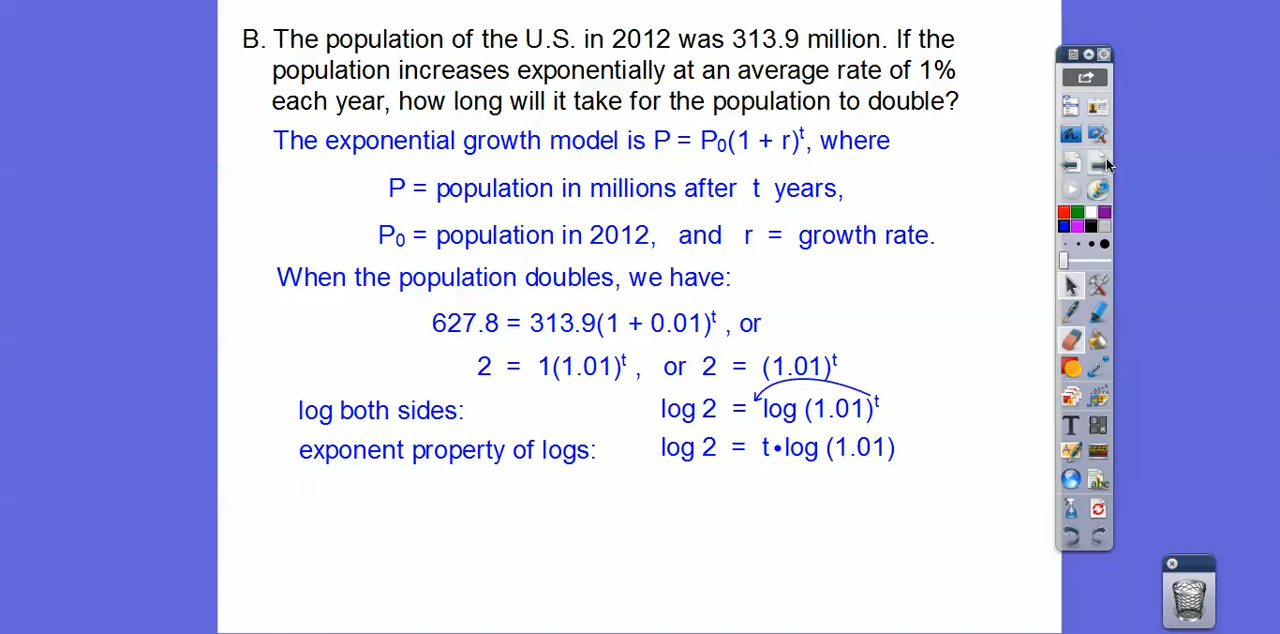 B. The population of the U.S. in 2012 was 313.9 million. If the
population increases exponentially at an average rate of 1%
each year, how long will it take for the population to double?
The exponential growth model is P = P₀(1 + r)ᵗ, where
P = population in millions after t years,
P₀ = population in 2012, and r = growth rate.
When the population doubles, we have:
627.8 = 313.9(1 + 0.01)ᵗ , or
2 = 1(1.01)ᵗ , or 2 = (1.01)ᵗ
log both sides: log 2 = log (1.01)ᵗ
exponent property of logs: log 2 = t•log (1.01)